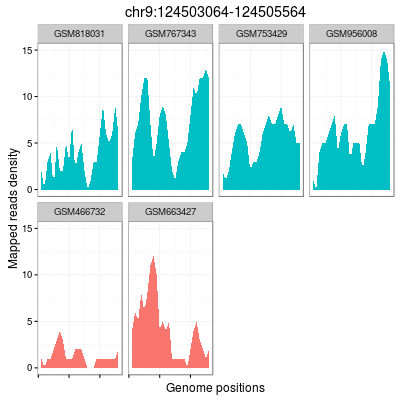 chr9:124503064-124505564
GSM818031 GSM767343 GSM753429 GSM956008
15
10
5
0
GSM466732 GSM663427
15
10
5
0
Mapped reads density
Genome positions